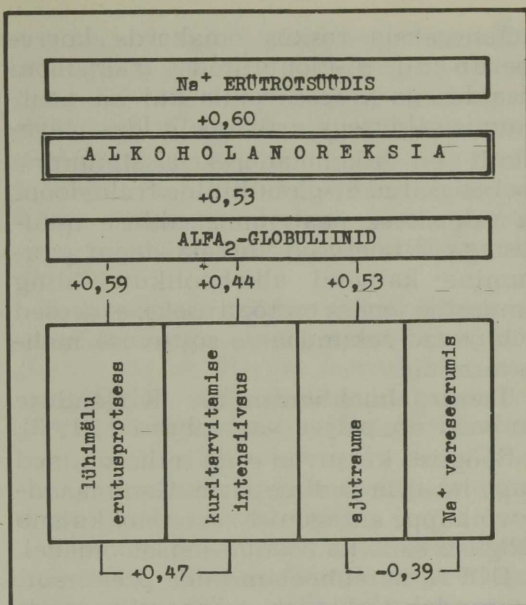 Na⁺ ERÜTROTSÜÜDIS
+0,60
ALKOHOLANOREKSIA
+0,53
ALFA₂-GLOBULIINID
+0,59 +0,44 +0,53
lühimälu
erutusprotsess
kuritarvitamise
intensiivsus
ajutrauma
Na⁺ vereseerumis
+0,47 -0,39